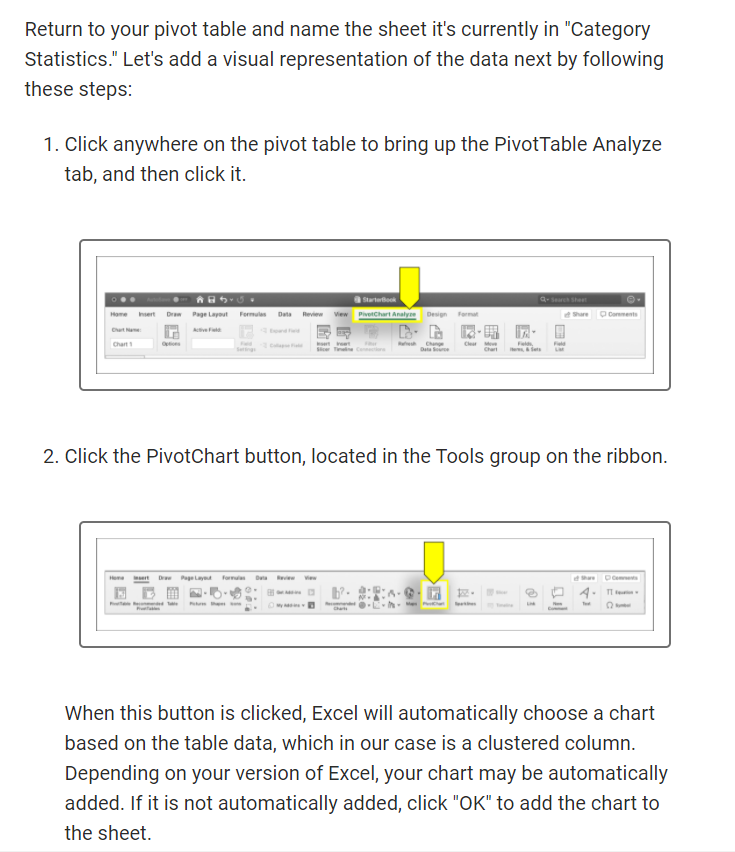 Return to your pivot table and name the sheet it's currently in "Category
Statistics." Let's add a visual representation of the data next by following
these steps:
1. Click anywhere on the pivot table to bring up the PivotTable Analyze
tab, and then click it.
StarterBook
Search Sheet
Home Insert Draw Page Layout Formulas Data Review View PivotChart Analyze Design Format Share Comments
Chart Name: Active Field: Expand Field
Chart 1 Options Field Collapse Field Insert Insert Filter Refresh Change Clear Move Fields, Field
Settings Slicer Timeline Connections Data Source Chart Items, & Sets List
2. Click the PivotChart button, located in the Tools group on the ribbon.
Home Insert Draw Page Layout Formulas Data Review View Share Comments
Get Add-ins Equation
PivotTable Recommended Table Pictures Shapes Icons My Add-ins Recommended Maps PivotChart Sparklines Timeline Link New Text Symbol
PivotTables Charts Comment
When this button is clicked, Excel will automatically choose a chart
based on the table data, which in our case is a clustered column.
Depending on your version of Excel, your chart may be automatically
added. If it is not automatically added, click "OK" to add the chart to
the sheet.